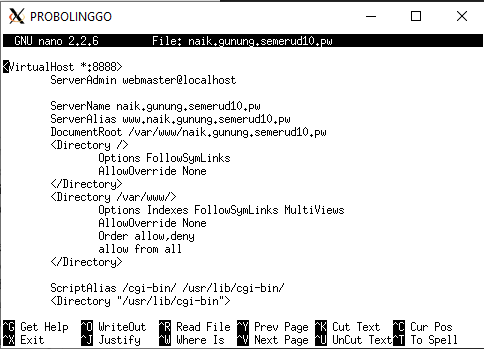 PROBOLINGGO
GNU nano 2.2.6 File: naik.gunung.semerud10.pw
<VirtualHost *:8888>
ServerAdmin webmaster@localhost
ServerName naik.gunung.semerud10.pw
ServerAlias www.naik.gunung.semerud10.pw
DocumentRoot /var/www/naik.gunung.semerud10.pw
<Directory />
Options FollowSymLinks
AllowOverride None
</Directory>
<Directory /var/www/>
Options Indexes FollowSymLinks MultiViews
AllowOverride None
Order allow,deny
allow from all
</Directory>
ScriptAlias /cgi-bin/ /usr/lib/cgi-bin/
<Directory "/usr/lib/cgi-bin">
^G Get Help ^O WriteOut ^R Read File ^Y Prev Page ^K Cut Text ^C Cur Pos
^X Exit ^J Justify ^W Where Is ^V Next Page ^U UnCut Text ^T To Spell